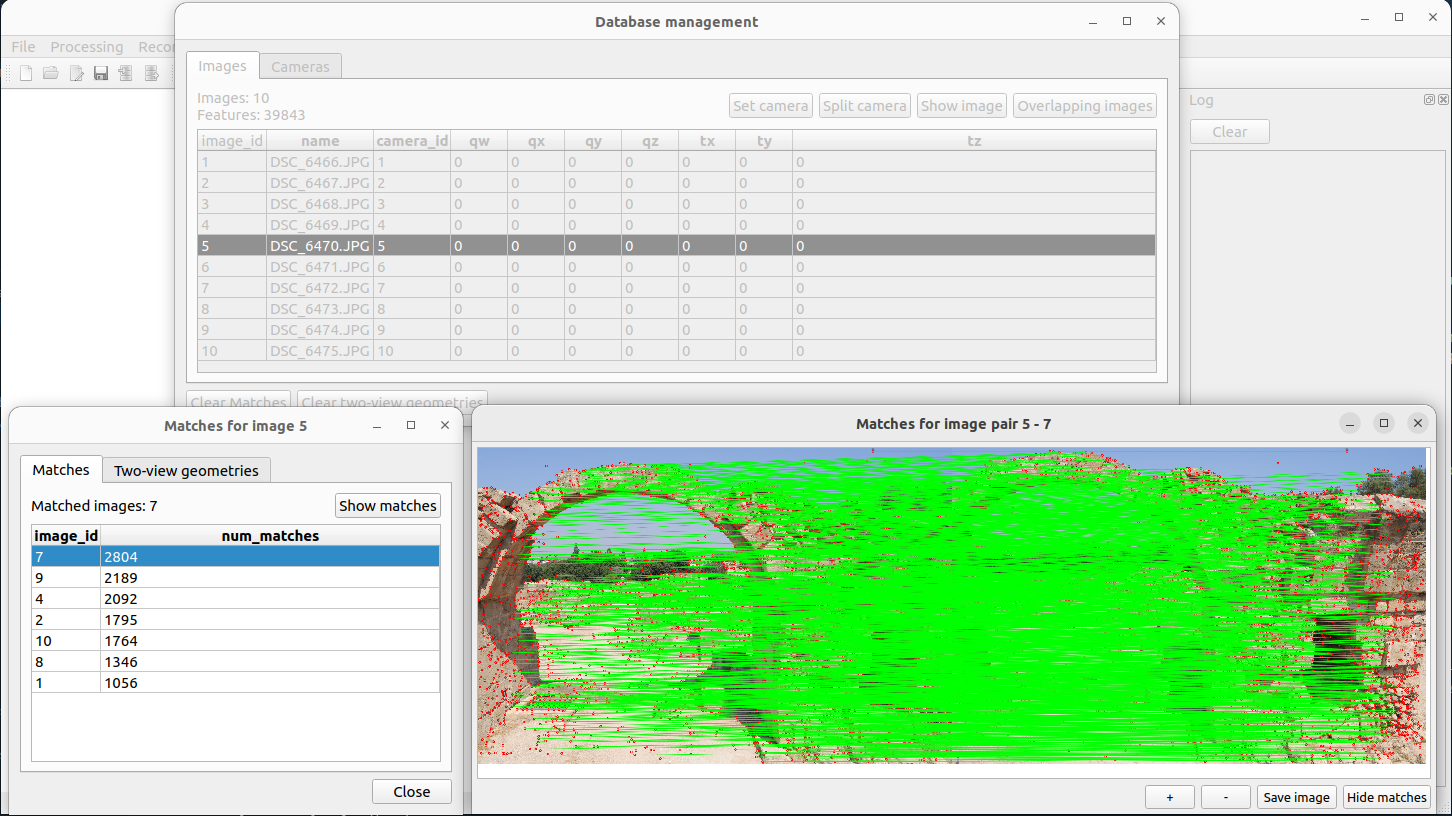 Database management
File Processing Recon
Images Cameras
Images: 10
Features: 39843
Set camera Split camera Show image Overlapping images
image_id name camera_id qw qx qy qz tx ty tz
1 DSC_6466.JPG 1 0 0 0 0 0 0 0
2 DSC_6467.JPG 2 0 0 0 0 0 0 0
3 DSC_6468.JPG 3 0 0 0 0 0 0 0
4 DSC_6469.JPG 4 0 0 0 0 0 0 0
5 DSC_6470.JPG 5 0 0 0 0 0 0 0
6 DSC_6471.JPG 6 0 0 0 0 0 0 0
7 DSC_6472.JPG 7 0 0 0 0 0 0 0
8 DSC_6473.JPG 8 0 0 0 0 0 0 0
9 DSC_6474.JPG 9 0 0 0 0 0 0 0
10 DSC_6475.JPG 10 0 0 0 0 0 0 0
Clear Matches Clear two-view geometries
Log
Clear
Matches for image 5
Matches Two-view geometries
Matched images: 7 Show matches
image_id num_matches
7 2804
9 2189
4 2092
2 1795
10 1764
8 1346
1 1056
Close
Matches for image pair 5 - 7
+ - Save image Hide matches